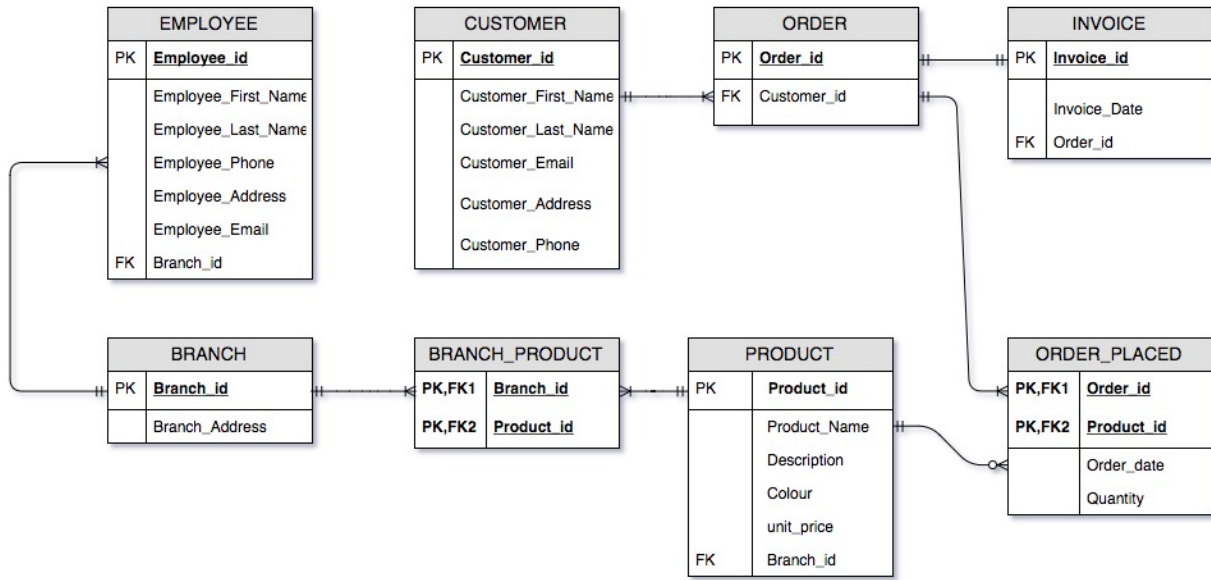 EMPLOYEE
PK Employee_id
Employee_First_Name
Employee_Last_Name
Employee_Phone
Employee_Address
Employee_Email
FK Branch_id
CUSTOMER
PK Customer_id
Customer_First_Name
Customer_Last_Name
Customer_Email
Customer_Address
Customer_Phone
ORDER
PK Order_id
FK Customer_id
INVOICE
PK Invoice_id
Invoice_Date
FK Order_id
BRANCH
PK Branch_id
Branch_Address
BRANCH_PRODUCT
PK,FK1 Branch_id
PK,FK2 Product_id
PRODUCT
PK Product_id
Product_Name
Description
Colour
unit_price
FK Branch_id
ORDER_PLACED
PK,FK1 Order_id
PK,FK2 Product_id
Order_date
Quantity